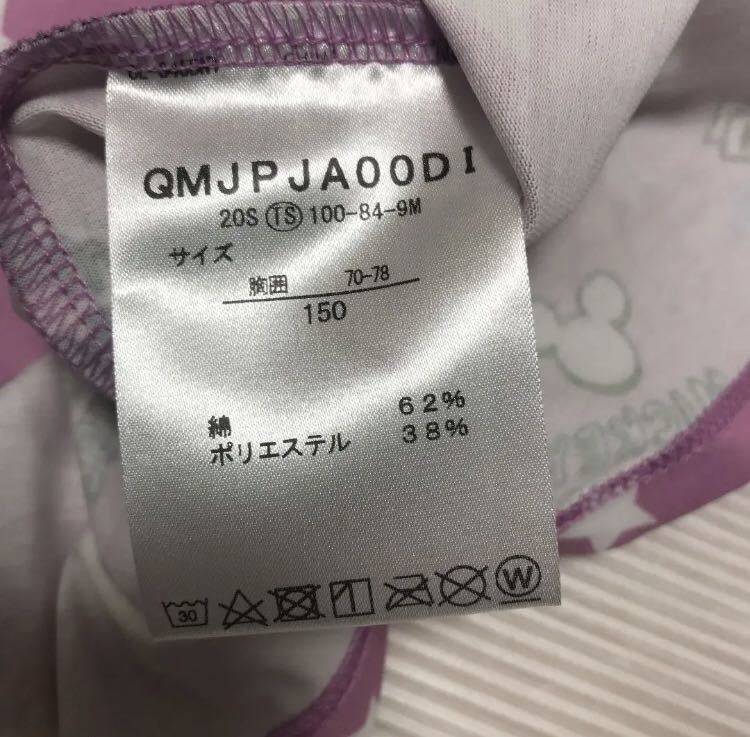 QMJPJA00DI
20S TS 100-84-9M
サイズ
胸囲 70-78
150
綿 62%
ポリエステル 38%
30 W